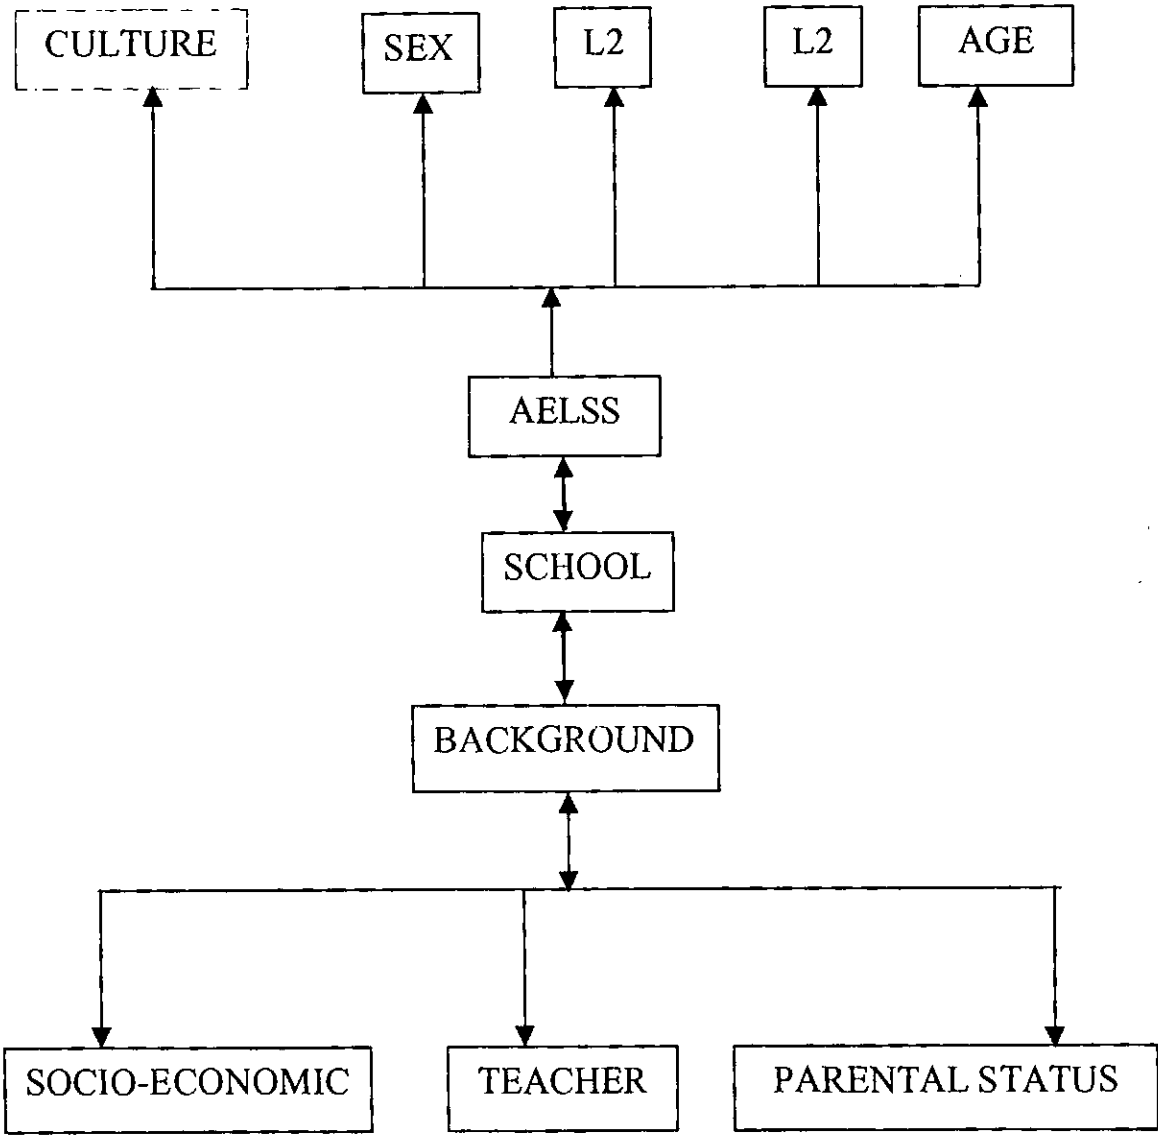 CULTURE
SEX
L2
L2
AGE
AELSS
SCHOOL
BACKGROUND
SOCIO-ECONOMIC
TEACHER
PARENTAL STATUS